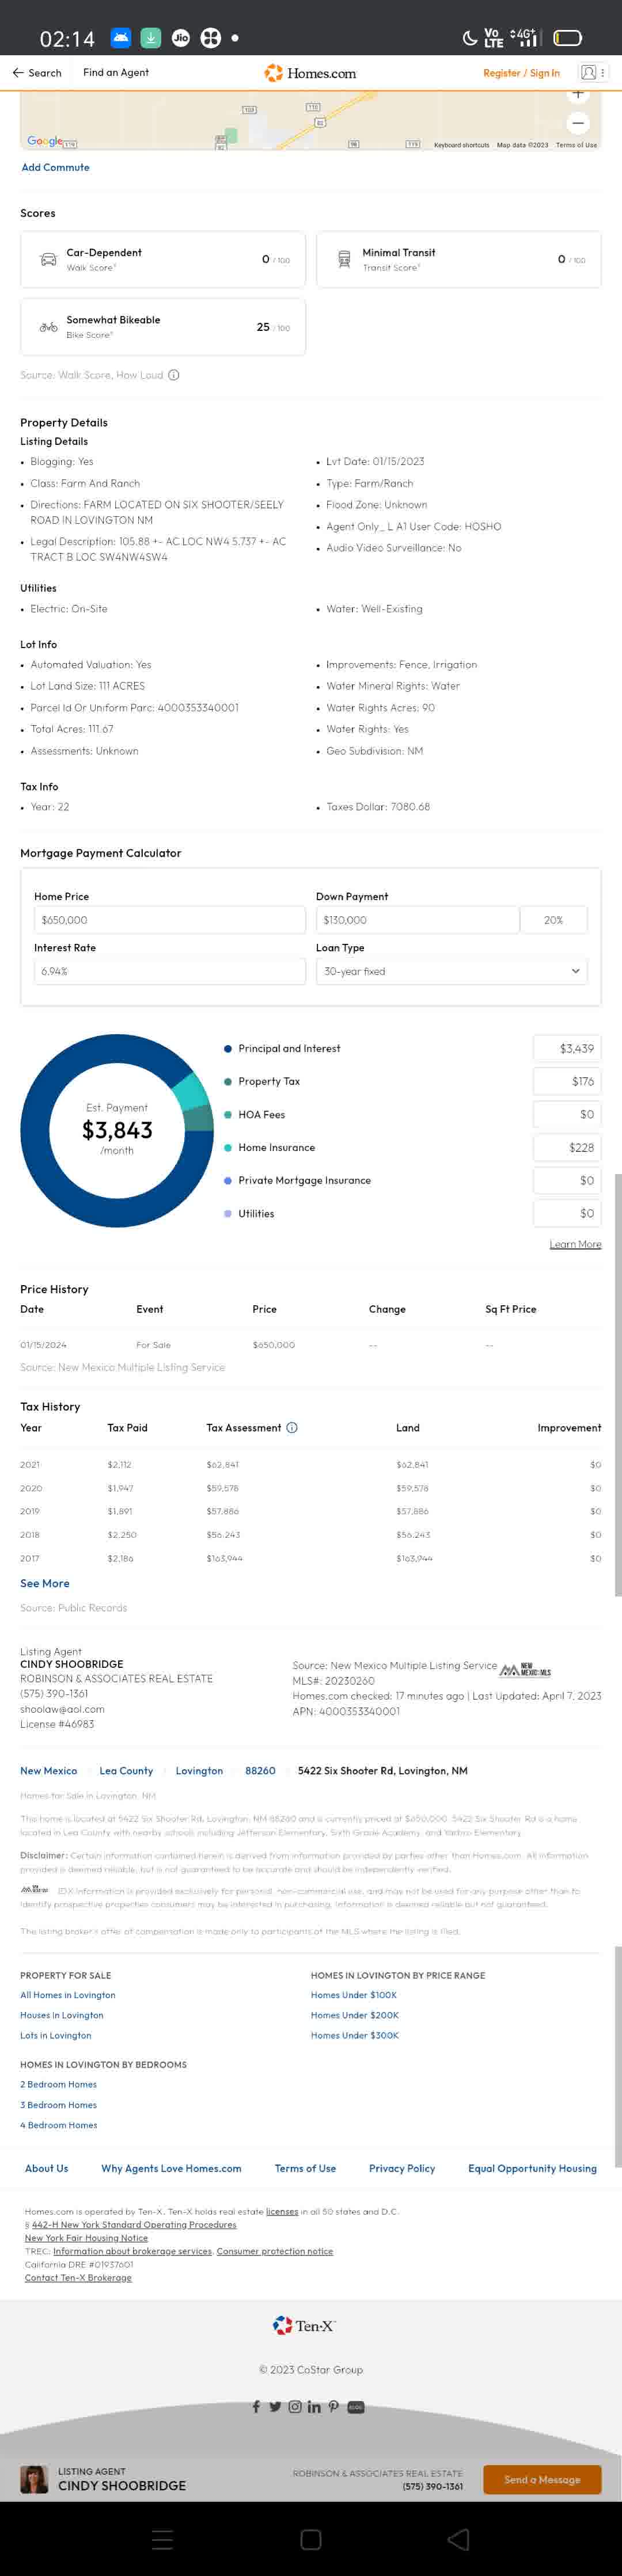 02:14
Jio
Vo LTE 4G+
← Search
Find an Agent
Homes.com
Register / Sign In
Google
Keyboard shortcuts Map data ©2023 Terms of Use
Add Commute
Scores
Car-Dependent
Walk Score®
0 / 100
Minimal Transit
Transit Score®
0 / 100
Somewhat Bikeable
Bike Score®
25 / 100
Source: Walk Score, How Loud
Property Details
Listing Details
• Blogging: Yes
• Class: Farm And Ranch
• Directions: FARM LOCATED ON SIX SHOOTER/SEELY
ROAD IN LOVINGTON NM
• Legal Description: 105.88 +- AC LOC NW4 5.737 +- AC
TRACT B LOC SW4NW4SW4
• Lvt Date: 01/15/2023
• Type: Farm/Ranch
• Flood Zone: Unknown
• Agent Only_ L A1 User Code: HOSHO
• Audio Video Surveillance: No
Utilities
• Electric: On-Site
• Water: Well-Existing
Lot Info
• Automated Valuation: Yes
• Lot Land Size: 111 ACRES
• Parcel Id Or Uniform Parc: 4000353340001
• Total Acres: 111.67
• Assessments: Unknown
• Improvements: Fence, Irrigation
• Water Mineral Rights: Water
• Water Rights Acres: 90
• Water Rights: Yes
• Geo Subdivision: NM
Tax Info
• Year: 22
• Taxes Dollar: 7080.68
Mortgage Payment Calculator
Home Price
$650,000
Down Payment
$130,000
20%
Interest Rate
6.94%
Loan Type
30-year fixed
Est. Payment
$3,843
/month
Principal and Interest $3,439
Property Tax $176
HOA Fees $0
Home Insurance $228
Private Mortgage Insurance $0
Utilities $0
Learn More
Price History
Date Event Price Change Sq Ft Price
01/15/2024 For Sale $650,000 -- --
Source: New Mexico Multiple Listing Service
Tax History
Year Tax Paid Tax Assessment Land Improvement
2021 $2,112 $62,841 $62,841 $0
2020 $1,947 $59,578 $59,578 $0
2019 $1,891 $57,886 $57,886 $0
2018 $2,250 $56,243 $56,243 $0
2017 $2,186 $163,944 $163,944 $0
See More
Source: Public Records
Listing Agent
CINDY SHOOBRIDGE
ROBINSON & ASSOCIATES REAL ESTATE
(575) 390-1361
shoolaw@aol.com
License #46983
Source: New Mexico Multiple Listing Service
NEW MEXICO MLS
MLS#: 20230260
Homes.com checked: 17 minutes ago | Last Updated: April 7, 2023
APN: 4000353340001
New Mexico Lea County Lovington 88260 5422 Six Shooter Rd, Lovington, NM
Homes for Sale in Lovington, NM
This home is located at 5422 Six Shooter Rd, Lovington, NM 88260 and is currently priced at $650,000. 5422 Six Shooter Rd is a home
located in Lea County with nearby schools including Jefferson Elementary, Sixth Grade Academy, and Yarbro Elementary.
Disclaimer: Certain information contained herein is derived from information provided by parties other than Homes.com. All information
provided is deemed reliable, but is not guaranteed to be accurate and should be independently verified.
IDX information is provided exclusively for personal, non-commercial use, and may not be used for any purpose other than to
identify prospective properties consumers may be interested in purchasing. Information is deemed reliable but not guaranteed.
The listing broker's offer of compensation is made only to participants of the MLS where the listing is filed.
PROPERTY FOR SALE
All Homes in Lovington
Houses In Lovington
Lots in Lovington
HOMES IN LOVINGTON BY PRICE RANGE
Homes Under $100K
Homes Under $200K
Homes Under $300K
HOMES IN LOVINGTON BY BEDROOMS
2 Bedroom Homes
3 Bedroom Homes
4 Bedroom Homes
About Us Why Agents Love Homes.com Terms of Use Privacy Policy Equal Opportunity Housing
Homes.com is operated by Ten-X. Ten-X holds real estate licenses in all 50 states and D.C.
§ 442-H New York Standard Operating Procedures
New York Fair Housing Notice
TREC: Information about brokerage services, Consumer protection notice
California DRE #01937601
Contact Ten-X Brokerage
Ten-X
© 2023 CoStar Group
LISTING AGENT
CINDY SHOOBRIDGE
ROBINSON & ASSOCIATES REAL ESTATE
(575) 390-1361
Send a Message